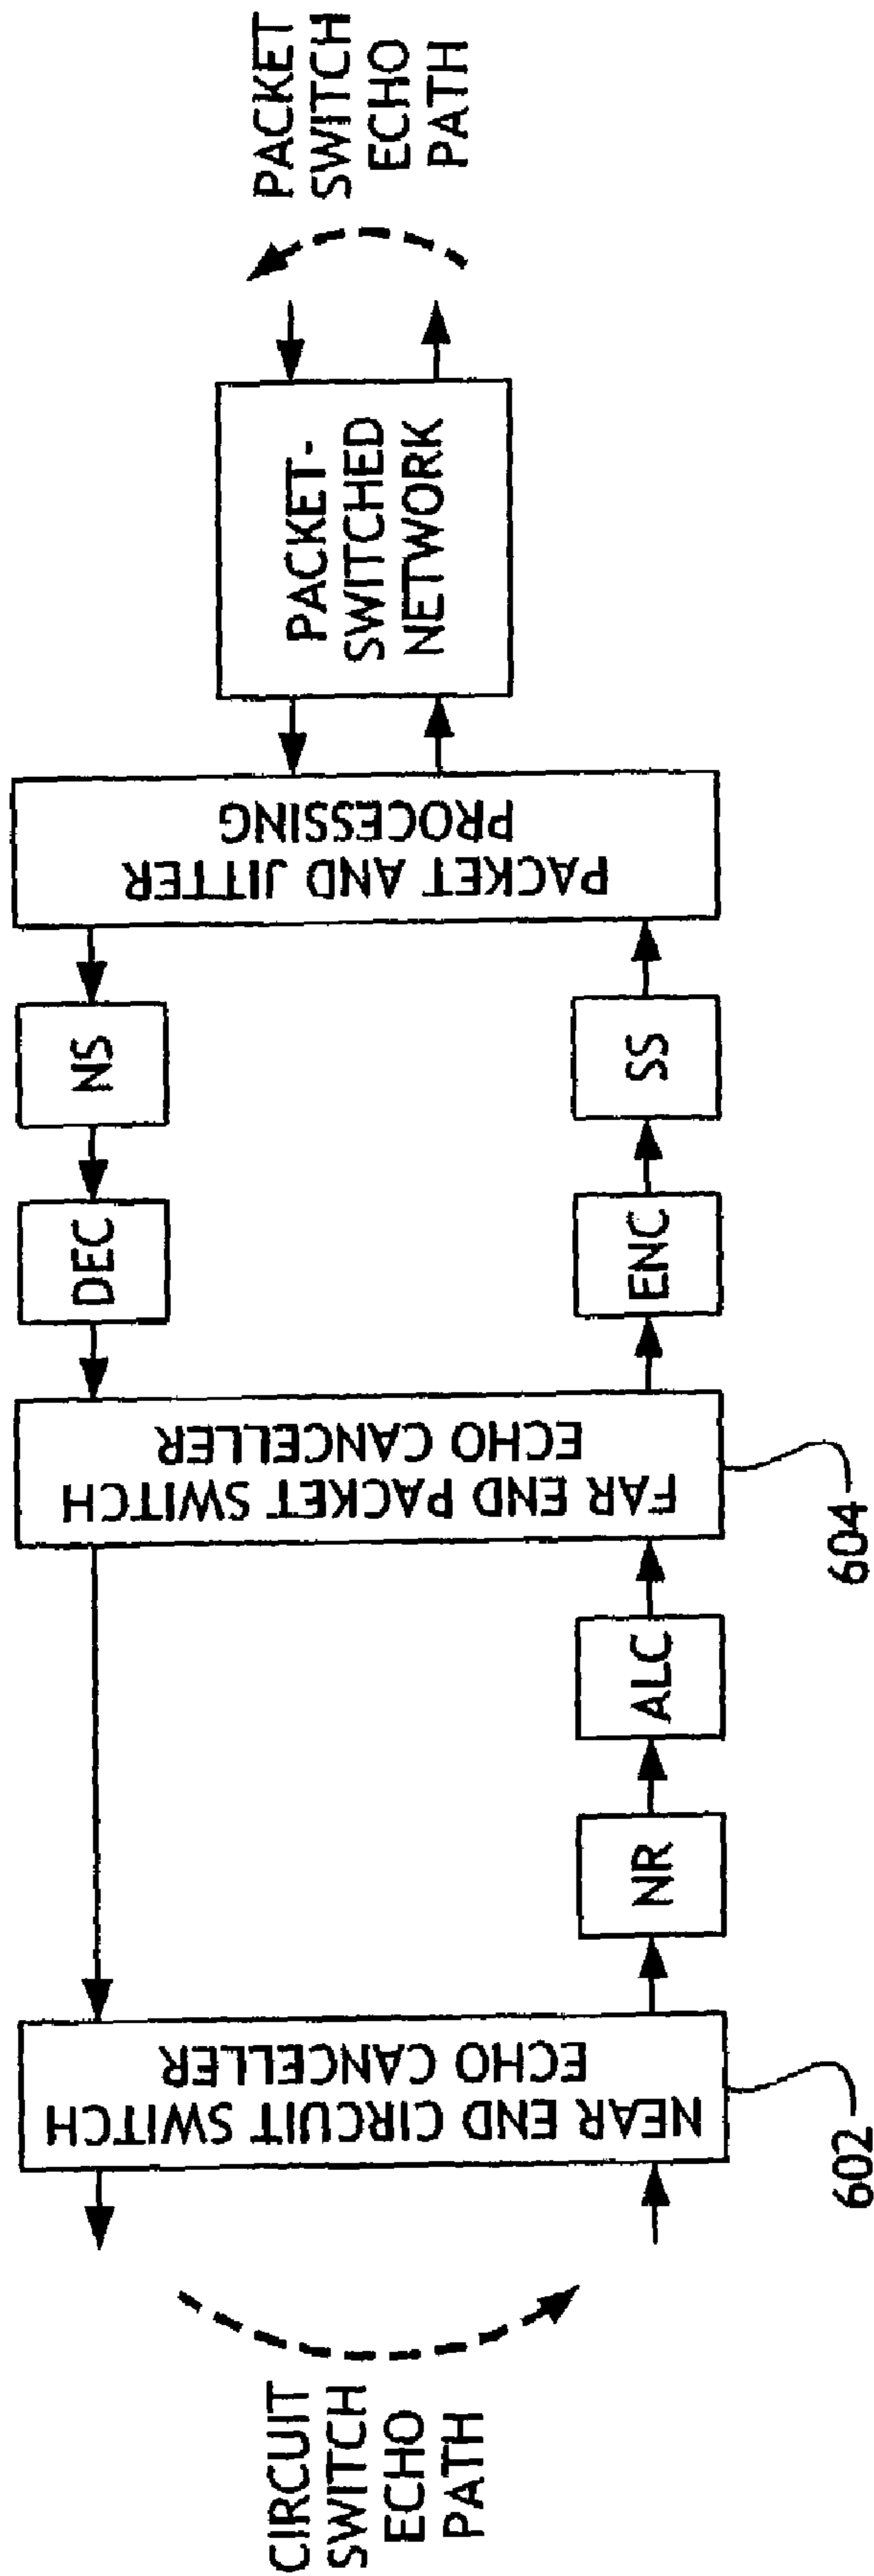 CIRCUIT
SWITCH
ECHO
PATH
NEAR END CIRCUIT SWITCH
ECHO CANCELLER
602
NR
ALC
FAR END PACKET SWITCH
ECHO CANCELLER
604
DEC
NS
ENC
SS
PACKET AND JITTER
PROCESSING
PACKET-
SWITCHED
NETWORK
PACKET
SWITCH
ECHO
PATH